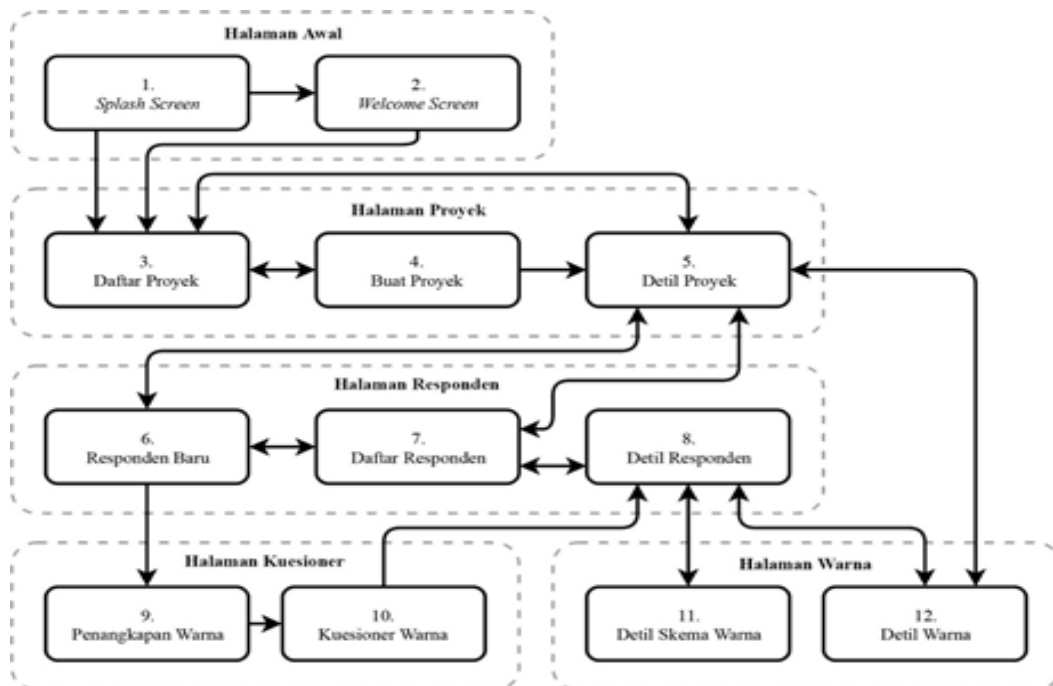 Halaman Awal
1.
Splash Screen
2.
Welcome Screen
Halaman Proyek
3.
Daftar Proyek
4.
Buat Proyek
5.
Detil Proyek
Halaman Responden
6.
Responden Baru
7.
Daftar Responden
8.
Detil Responden
Halaman Kuesioner
9.
Penangkapan Warna
10.
Kuesioner Warna
Halaman Warna
11.
Detil Skema Warna
12.
Detil Warna